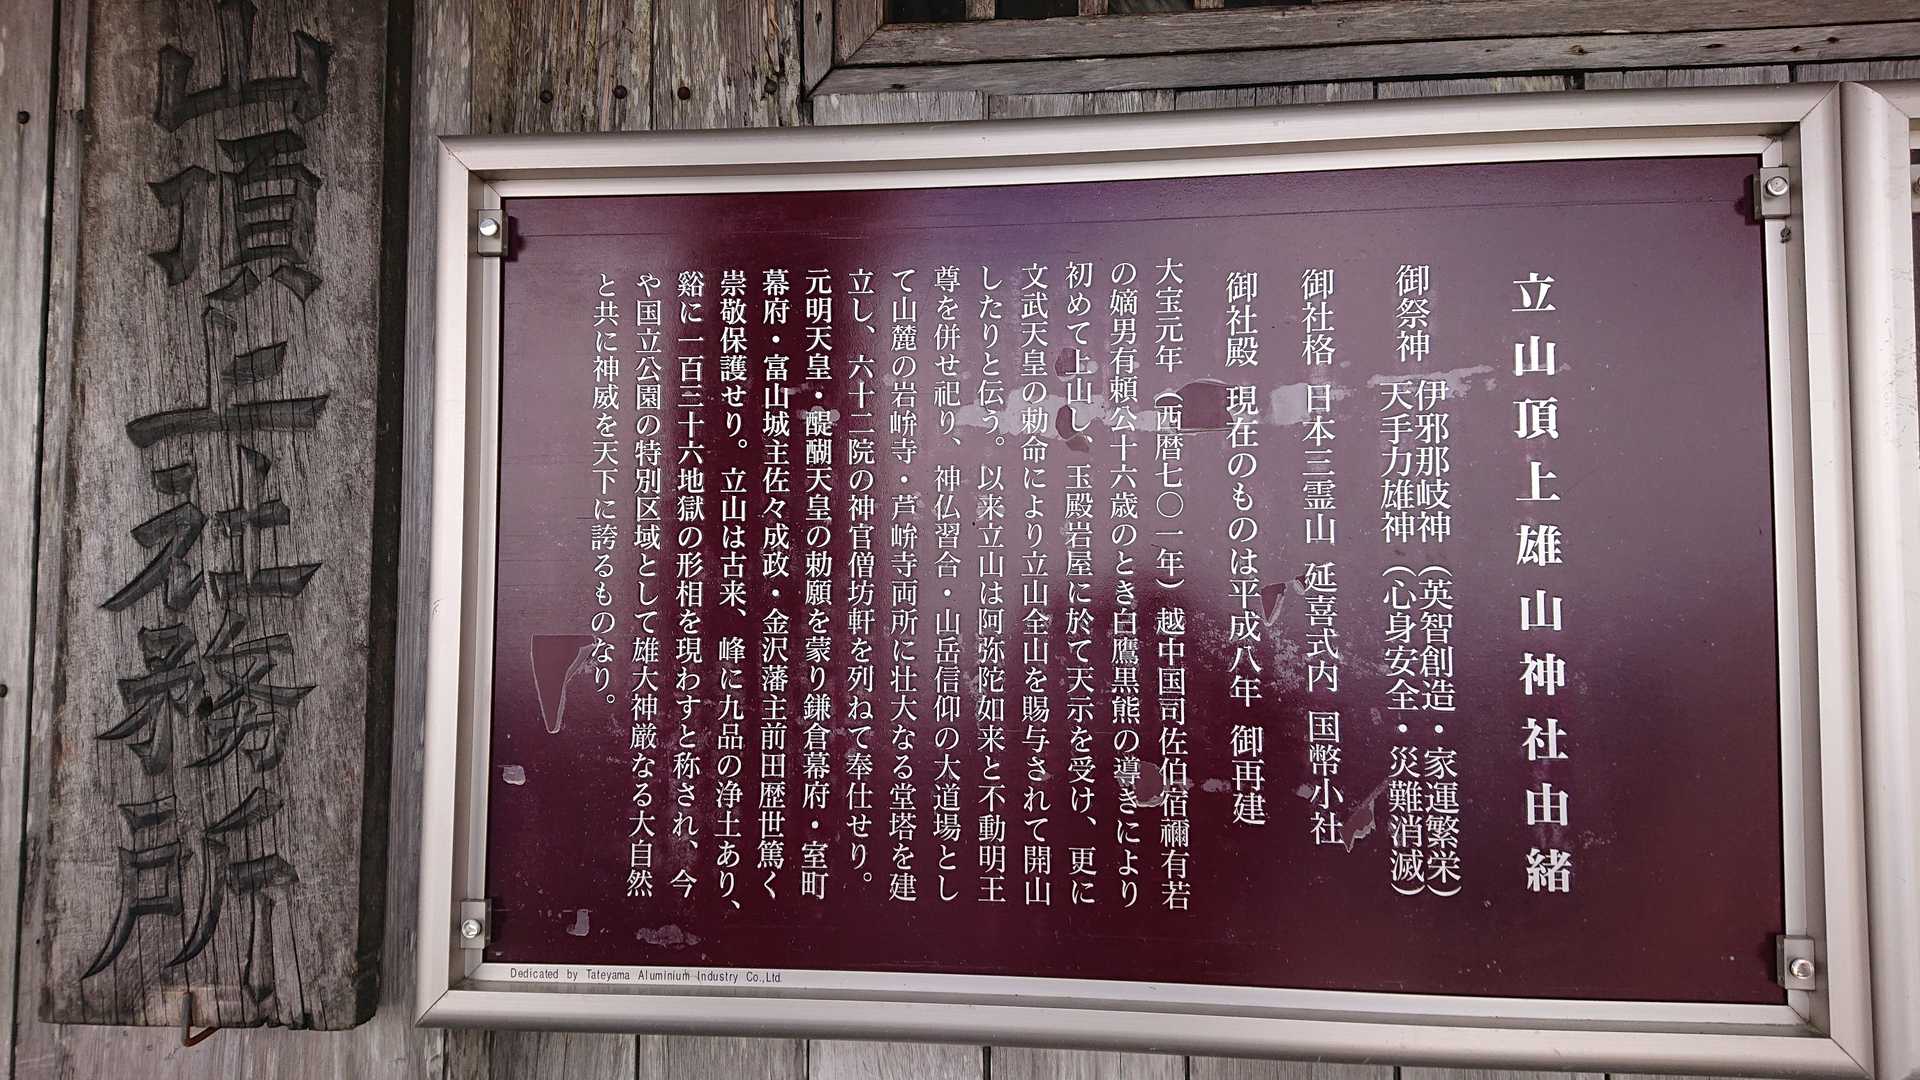 立山頂上雄山神社由緒
御祭神 伊邪那岐神（英智創造・家運繁栄）
天手力雄神（心身安全・災難消滅）
御社格 日本三霊山 延喜式内 国幣小社
御社殿 現在のものは平成八年 御再建
大宝元年（西暦七〇一年）越中国司佐伯宿禰有若
の嫡男有頼公十六歳のとき白鷹黒熊の導きにより
初めて上山し、玉殿岩屋に於て天示を受け、更に
文武天皇の勅命により立山全山を賜与されて開山
したりと伝う。以来立山は阿弥陀如来と不動明王
尊を併せ祀り、神仏習合・山岳信仰の大道場とし
て山麓の岩峅寺・芦峅寺両所に壮大なる堂塔を建
立し、六十二院の神官僧坊軒を列ねて奉仕せり。
元明天皇・醍醐天皇の勅願を蒙り鎌倉幕府・室町
幕府・富山城主佐々成政・金沢藩主前田歴世篤く
崇敬保護せり。立山は古来、峰に九品の浄土あり、
谿に一百三十六地獄の形相を現わすと称され、今
や国立公園の特別区域として雄大神厳なる大自然
と共に神威を天下に誇るものなり。
Dedicated by Tateyama Aluminium Industry Co.,Ltd.
山頂上社務所